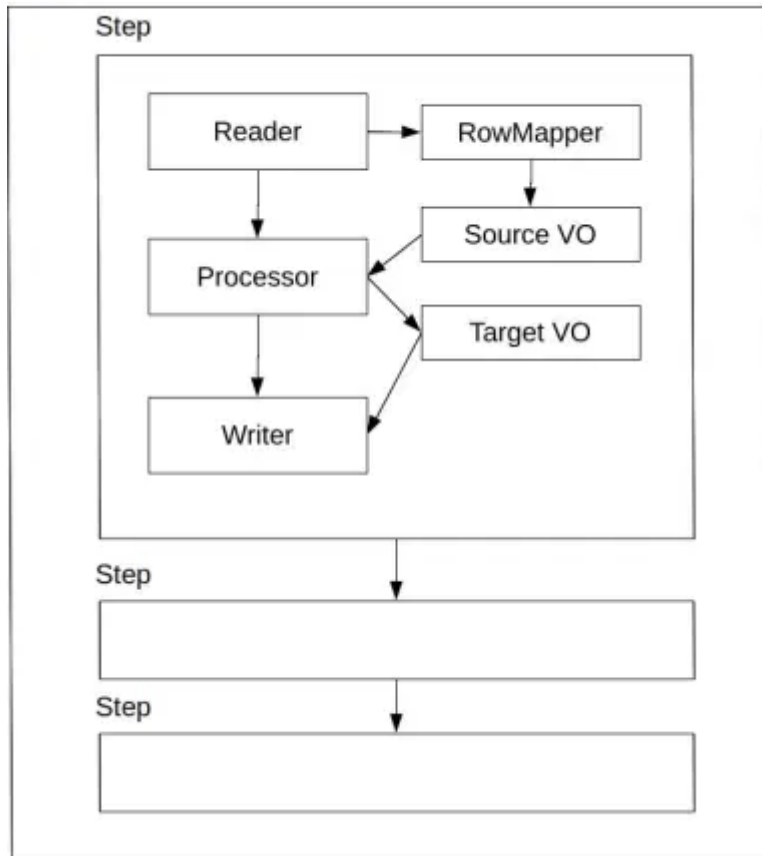 Step
Reader
RowMapper
Source VO
Processor
Target VO
Writer
Step
Step